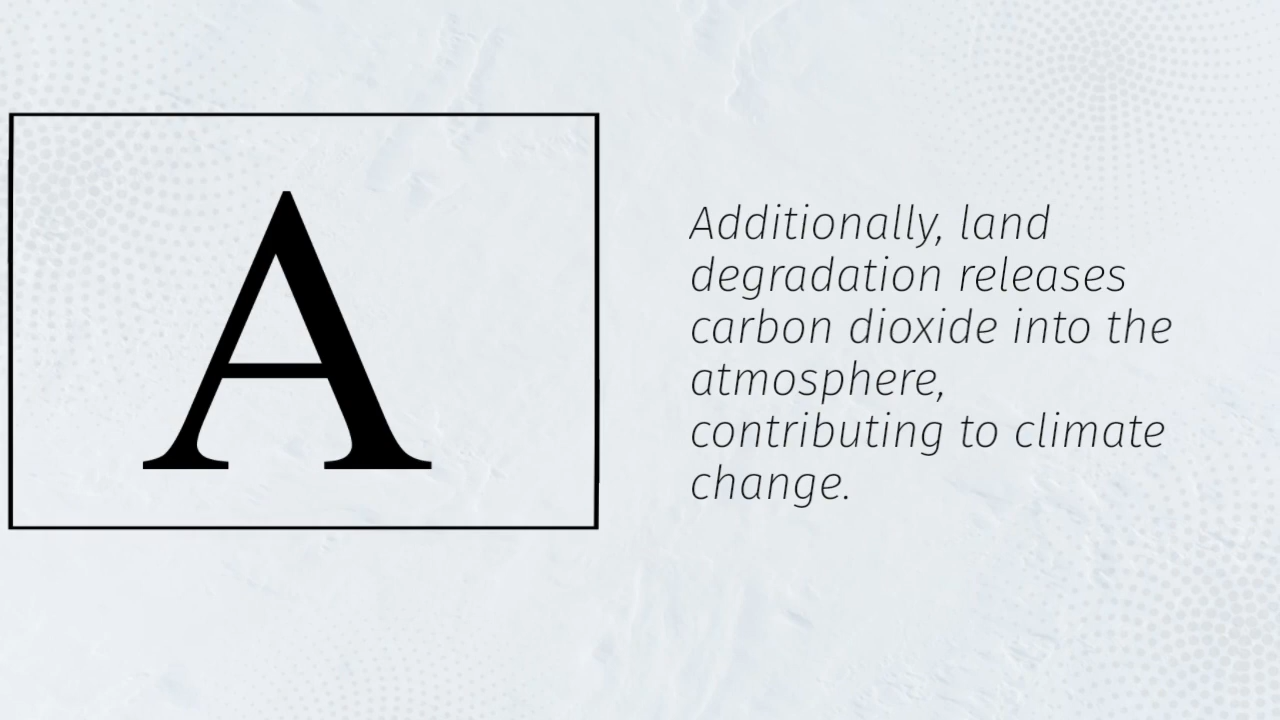 A
Additionally, land
degradation releases
carbon dioxide into the
atmosphere,
contributing to climate
change.